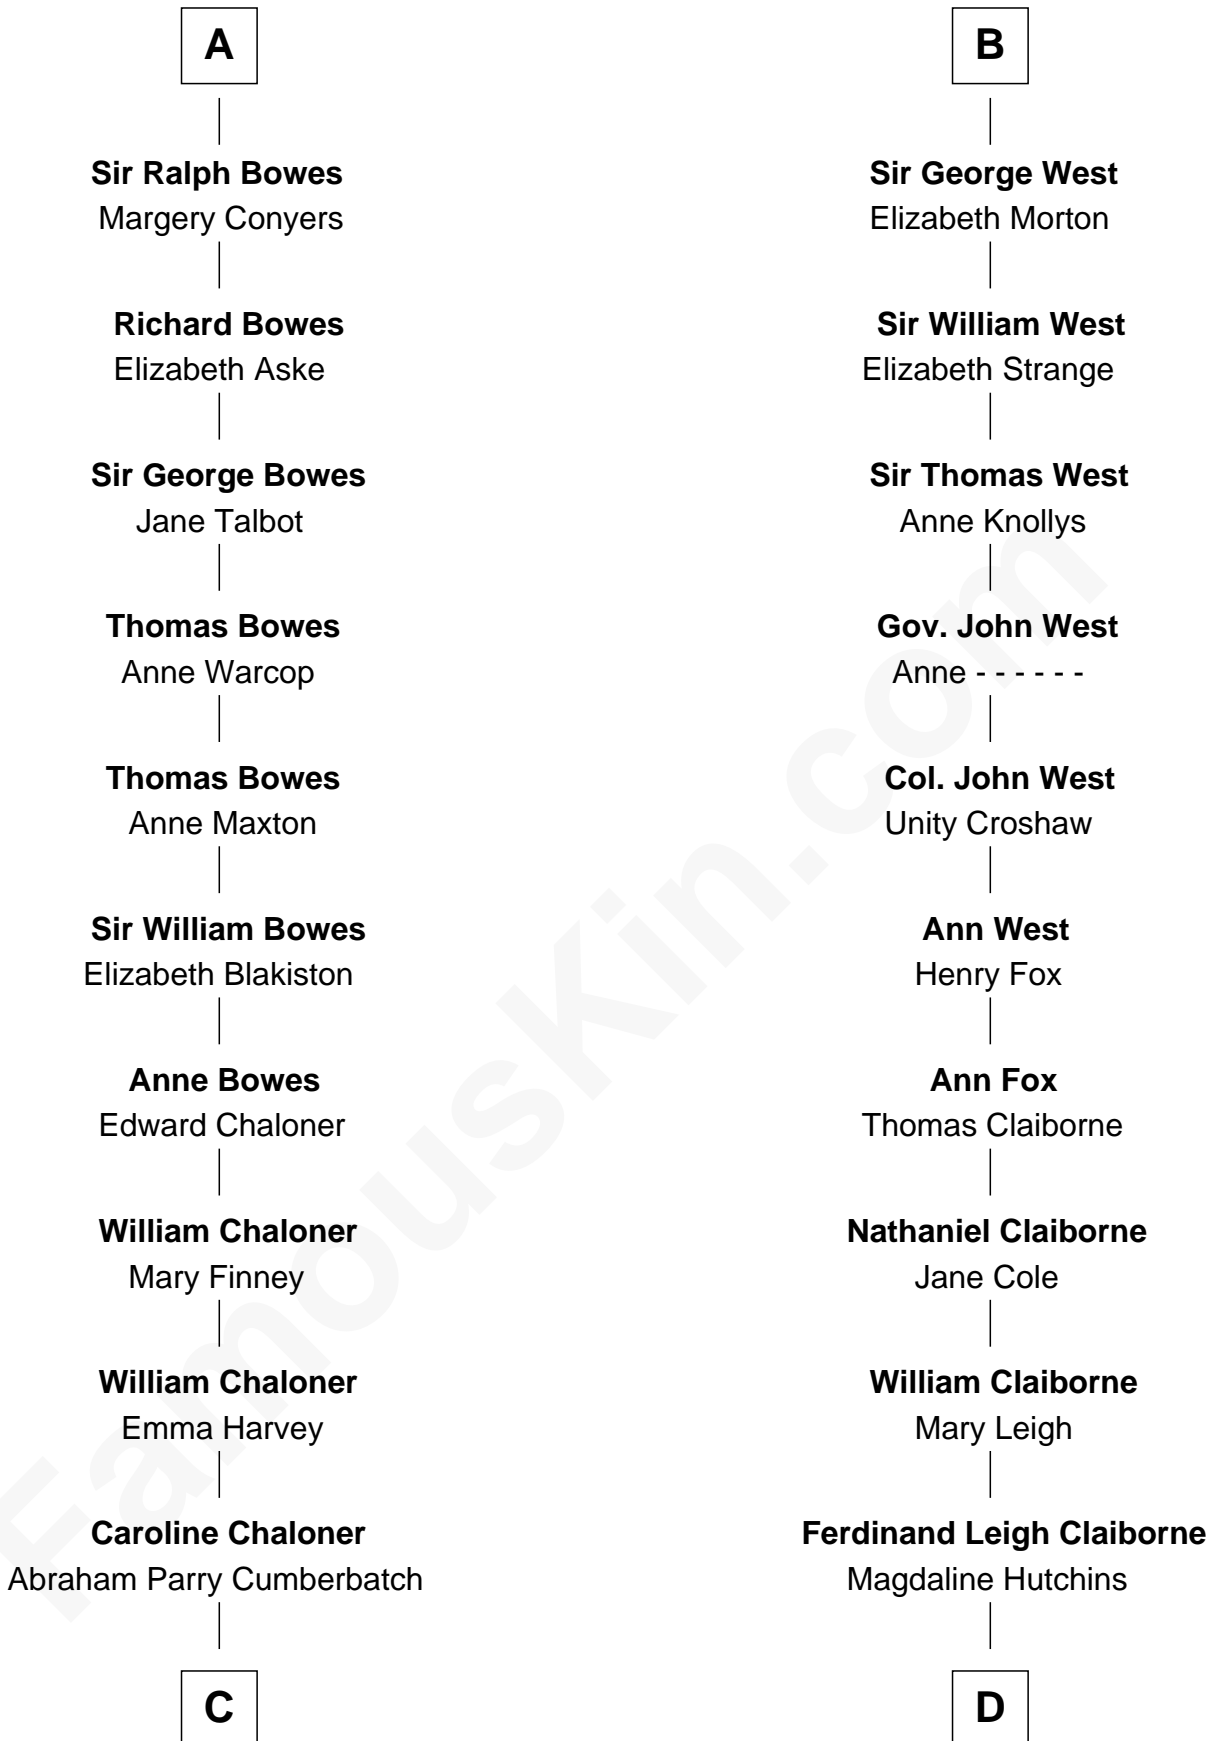 A
Sir Ralph Bowes
Margery Conyers
Richard Bowes
Elizabeth Aske
Sir George Bowes
Jane Talbot
Thomas Bowes
Anne Warcop
Thomas Bowes
Anne Maxton
Sir William Bowes
Elizabeth Blakiston
Anne Bowes
Edward Chaloner
William Chaloner
Mary Finney
William Chaloner
Emma Harvey
Caroline Chaloner
Abraham Parry Cumberbatch
C
B
Sir George West
Elizabeth Morton
Sir William West
Elizabeth Strange
Sir Thomas West
Anne Knollys
Gov. John West
Anne - - - - - -
Col. John West
Unity Croshaw
Ann West
Henry Fox
Ann Fox
Thomas Claiborne
Nathaniel Claiborne
Jane Cole
William Claiborne
Mary Leigh
Ferdinand Leigh Claiborne
Magdaline Hutchins
D
FamousKin.com